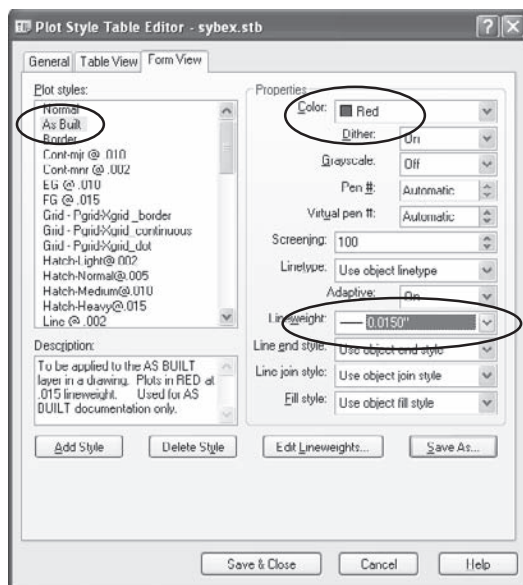 Plot Style Table Editor - sybex.stb
General Table View Form View
Plot styles:
Normal
As Built
Border
Cont-mjr @ .010
Cont-mnr @ .002
EG @ .010
FG @ .015
Grid - Pgrid-Xgrid _border
Grid - Pgrid-Xgrid_continuous
Grid - Pgrid-Xgrid_dot
Hatch-Light@ 002
Hatch-Normal@.005
Hatch-Medium@.010
Hatch-Heavy@.015
Line @ .002
Description:
To be applied to the AS BUILT
layer in a drawing. Plots in RED at
.015 lineweight. Used for AS
BUILT documentation only.
Add Style
Delete Style
Properties
Color: Red
Dither: On
Grayscale: Off
Pen #: Automatic
Virtual pen #: Automatic
Screening: 100
Linetype: Use object linetype
Adaptive: On
Lineweight: 0.0150"
Line end style: Use object end style
Line join style: Use object join style
Fill style: Use object fill style
Edit Lineweights...
Save As...
Save & Close
Cancel
Help